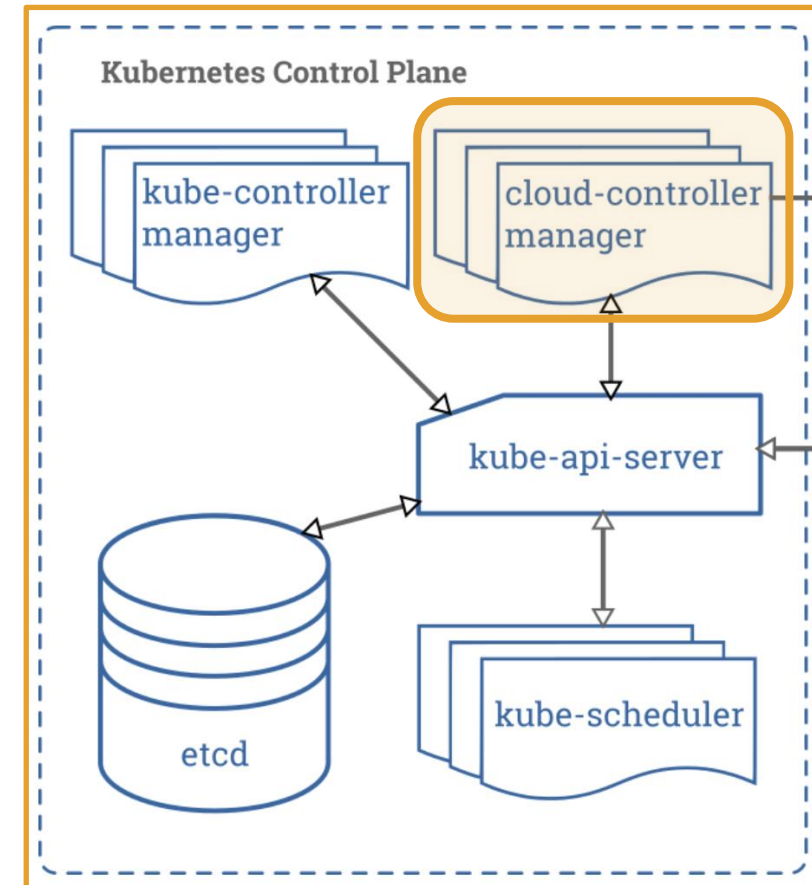 Kubernetes Control Plane
kube-controller
manager
cloud-controller
manager
kube-api-server
etcd
kube-scheduler